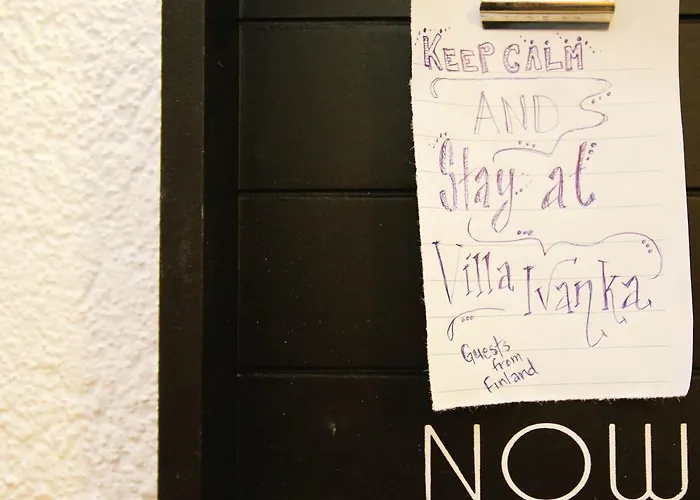 KEEP CALM
AND
Stay at
Villa Ivanka
Guests
from
Finland
NOW